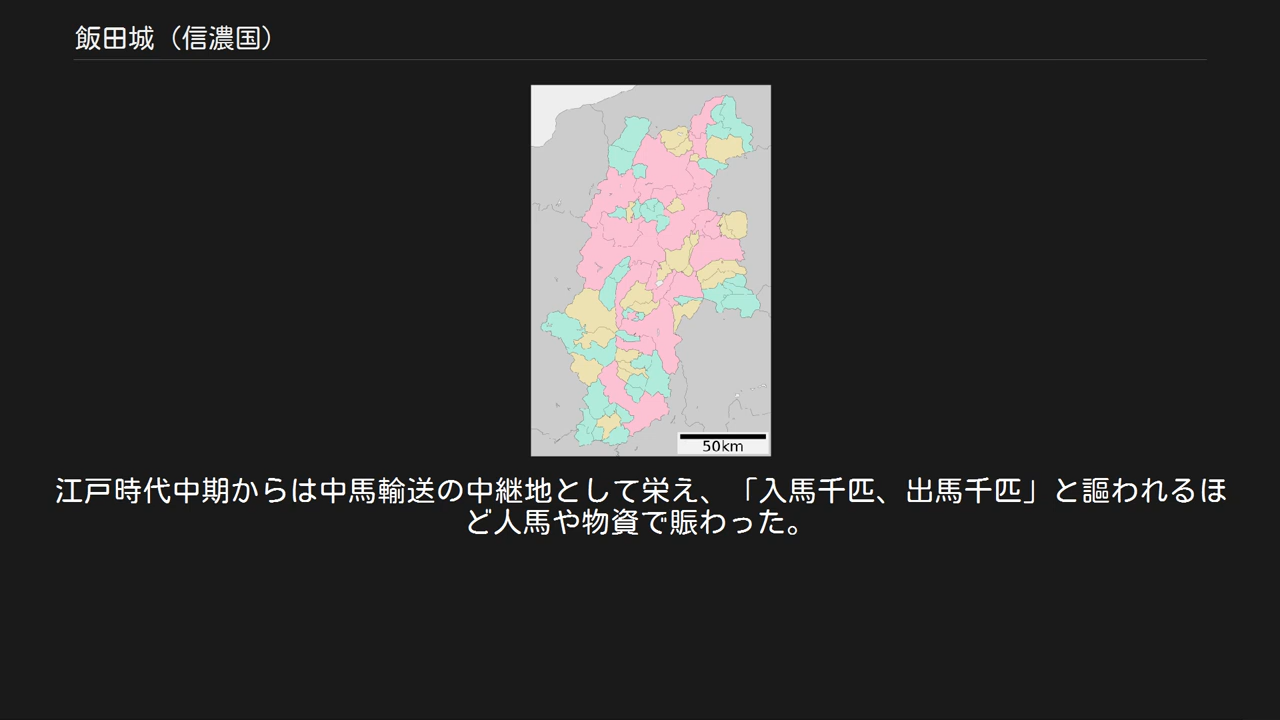 飯田城（信濃国）
50km
江戸時代中期からは中馬輸送の中継地として栄え、「入馬千匹、出馬千匹」と謳われるほ
ど人馬や物資で賑わった。